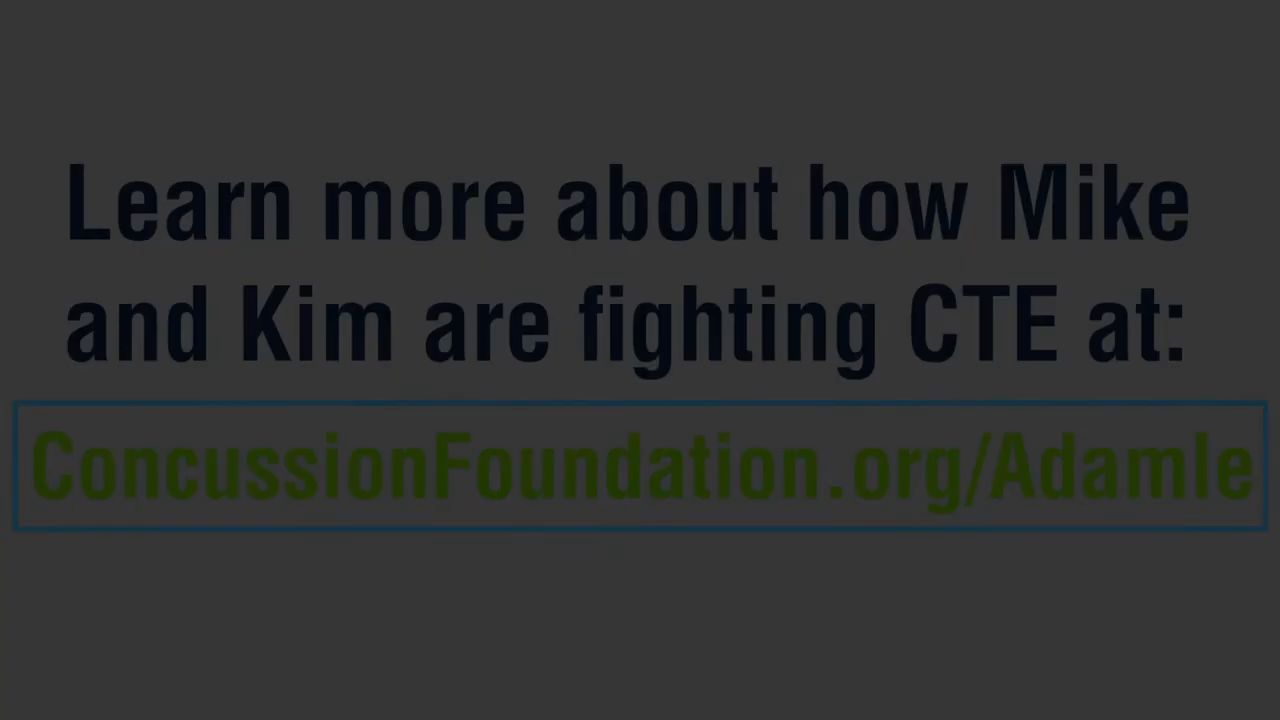 Learn more about how Mike
and Kim are fighting CTE at:
ConcussionFoundation.org/Adamle